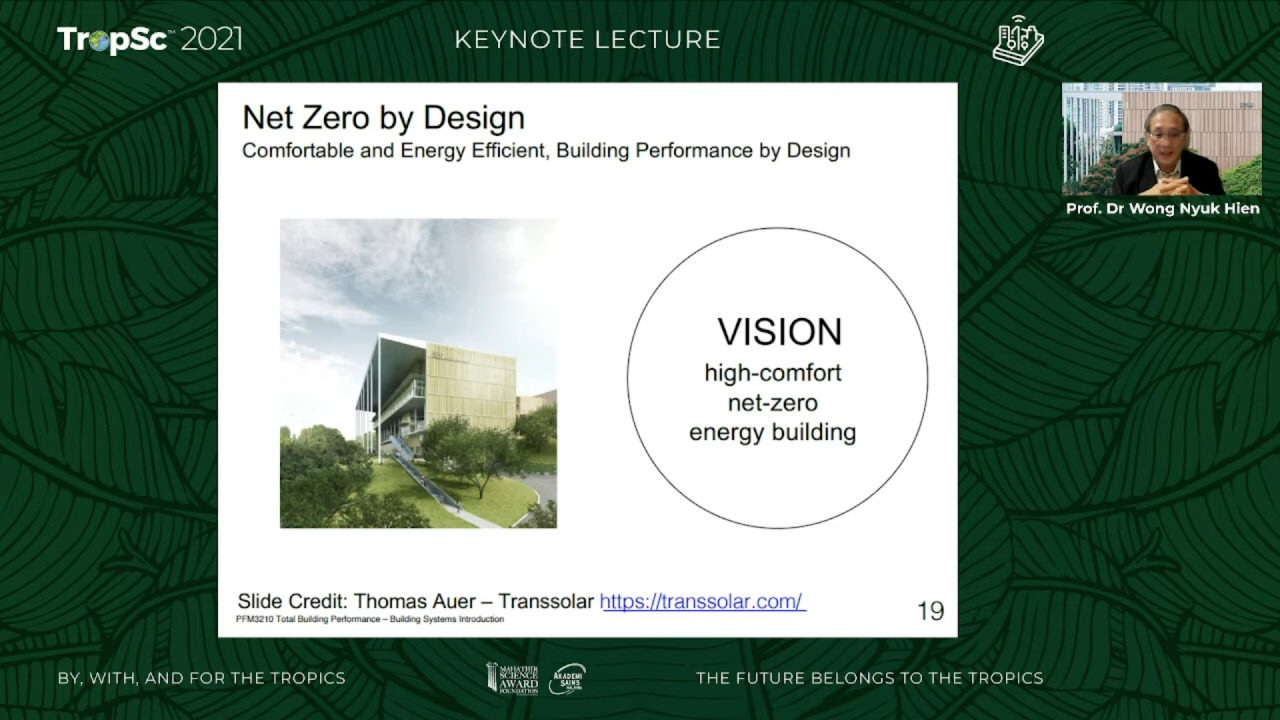 TropSc™ 2021
KEYNOTE LECTURE
Net Zero by Design
Comfortable and Energy Efficient, Building Performance by Design
VISION
high-comfort
net-zero
energy building
Slide Credit: Thomas Auer – Transsolar https://transsolar.com/
PFM3210 Total Building Performance – Building Systems Introduction
19
Prof. Dr Wong Nyuk Hien
BY, WITH, AND FOR THE TROPICS
MAHATHIR
SCIENCE
AWARD
FOUNDATION
AKADEMI
SAINS
THE FUTURE BELONGS TO THE TROPICS